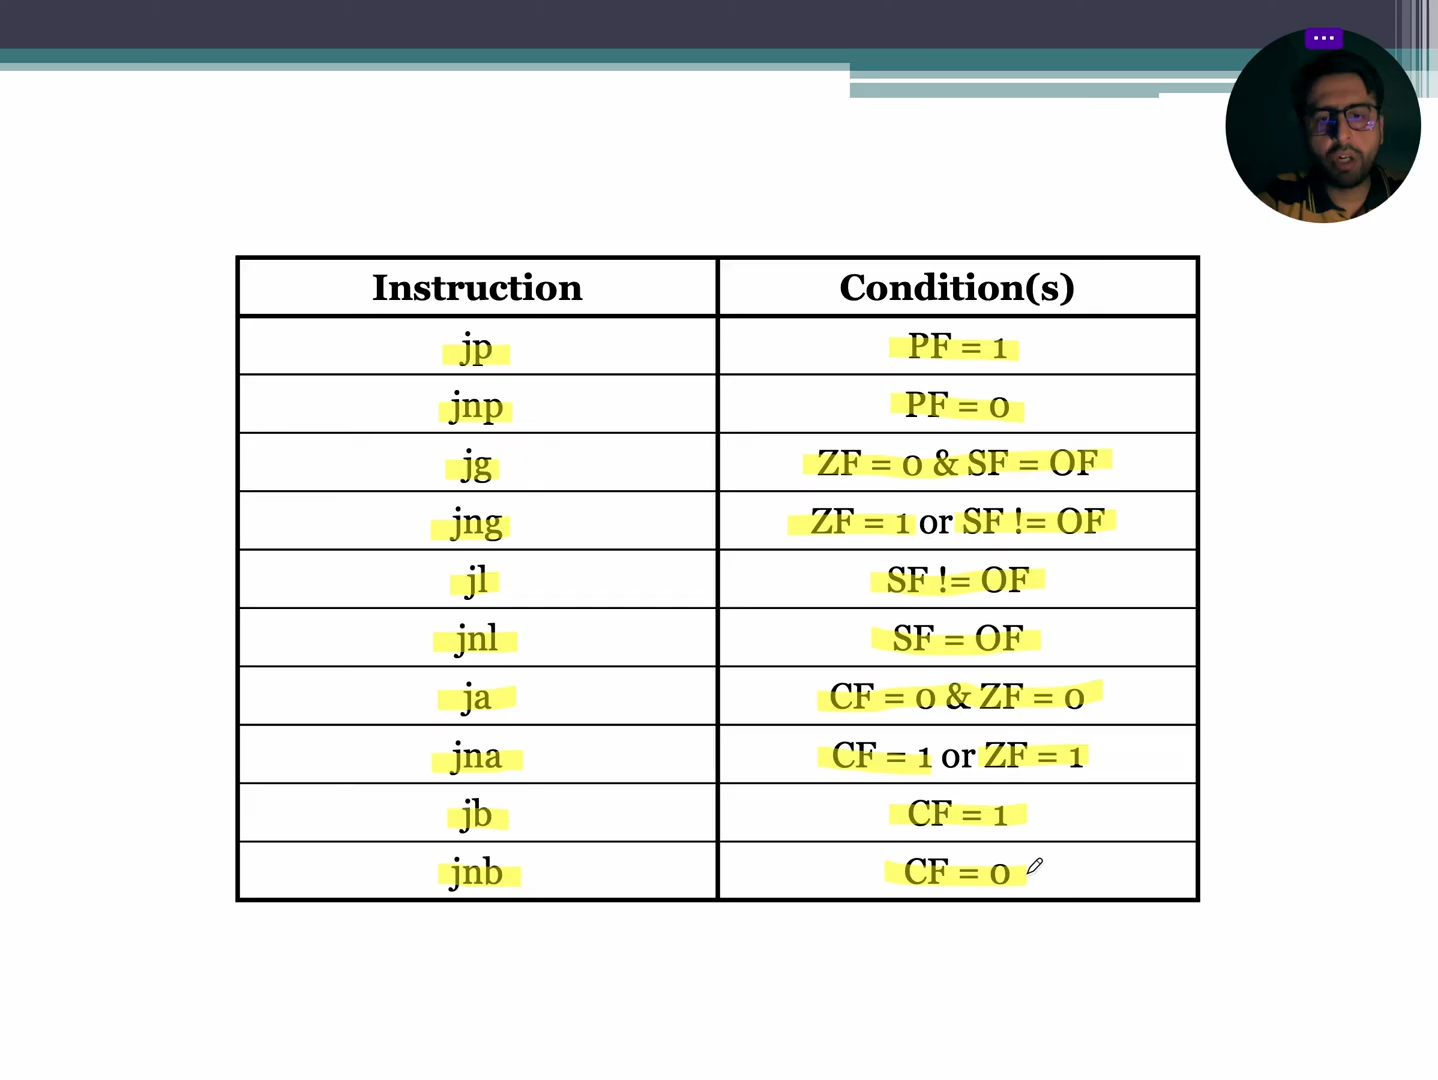 Instruction Condition(s)
jp PF = 1
jnp PF = 0
jg ZF = 0 & SF = OF
jng ZF = 1 or SF != OF
jl SF != OF
jnl SF = OF
ja CF = 0 & ZF = 0
jna CF = 1 or ZF = 1
jb CF = 1
jnb CF = 0